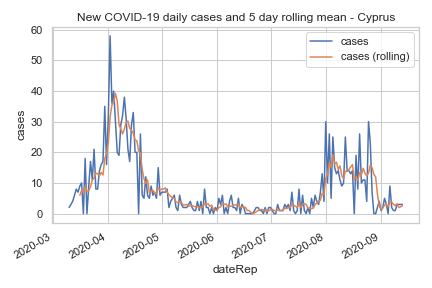 New COVID-19 daily cases and 5 day rolling mean - Cyprus
cases
cases (rolling)
60
50
40
30
20
10
0
cases
2020-03
2020-04
2020-05
2020-06
2020-07
2020-08
2020-09
dateRep